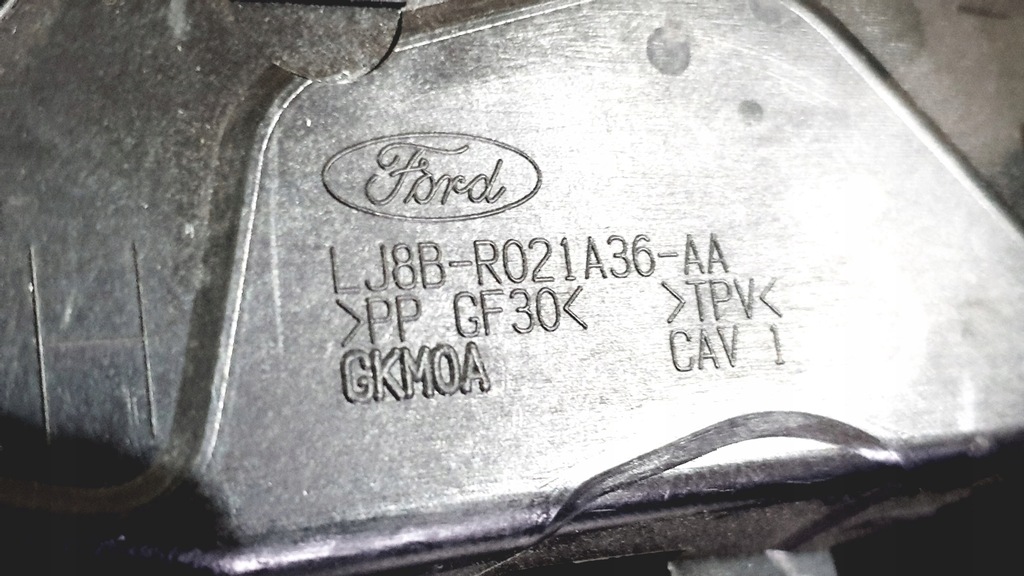 Ford
LJ8B-R021A36-AA
>PP GF30< >TPV<
GKM0A CAV 1